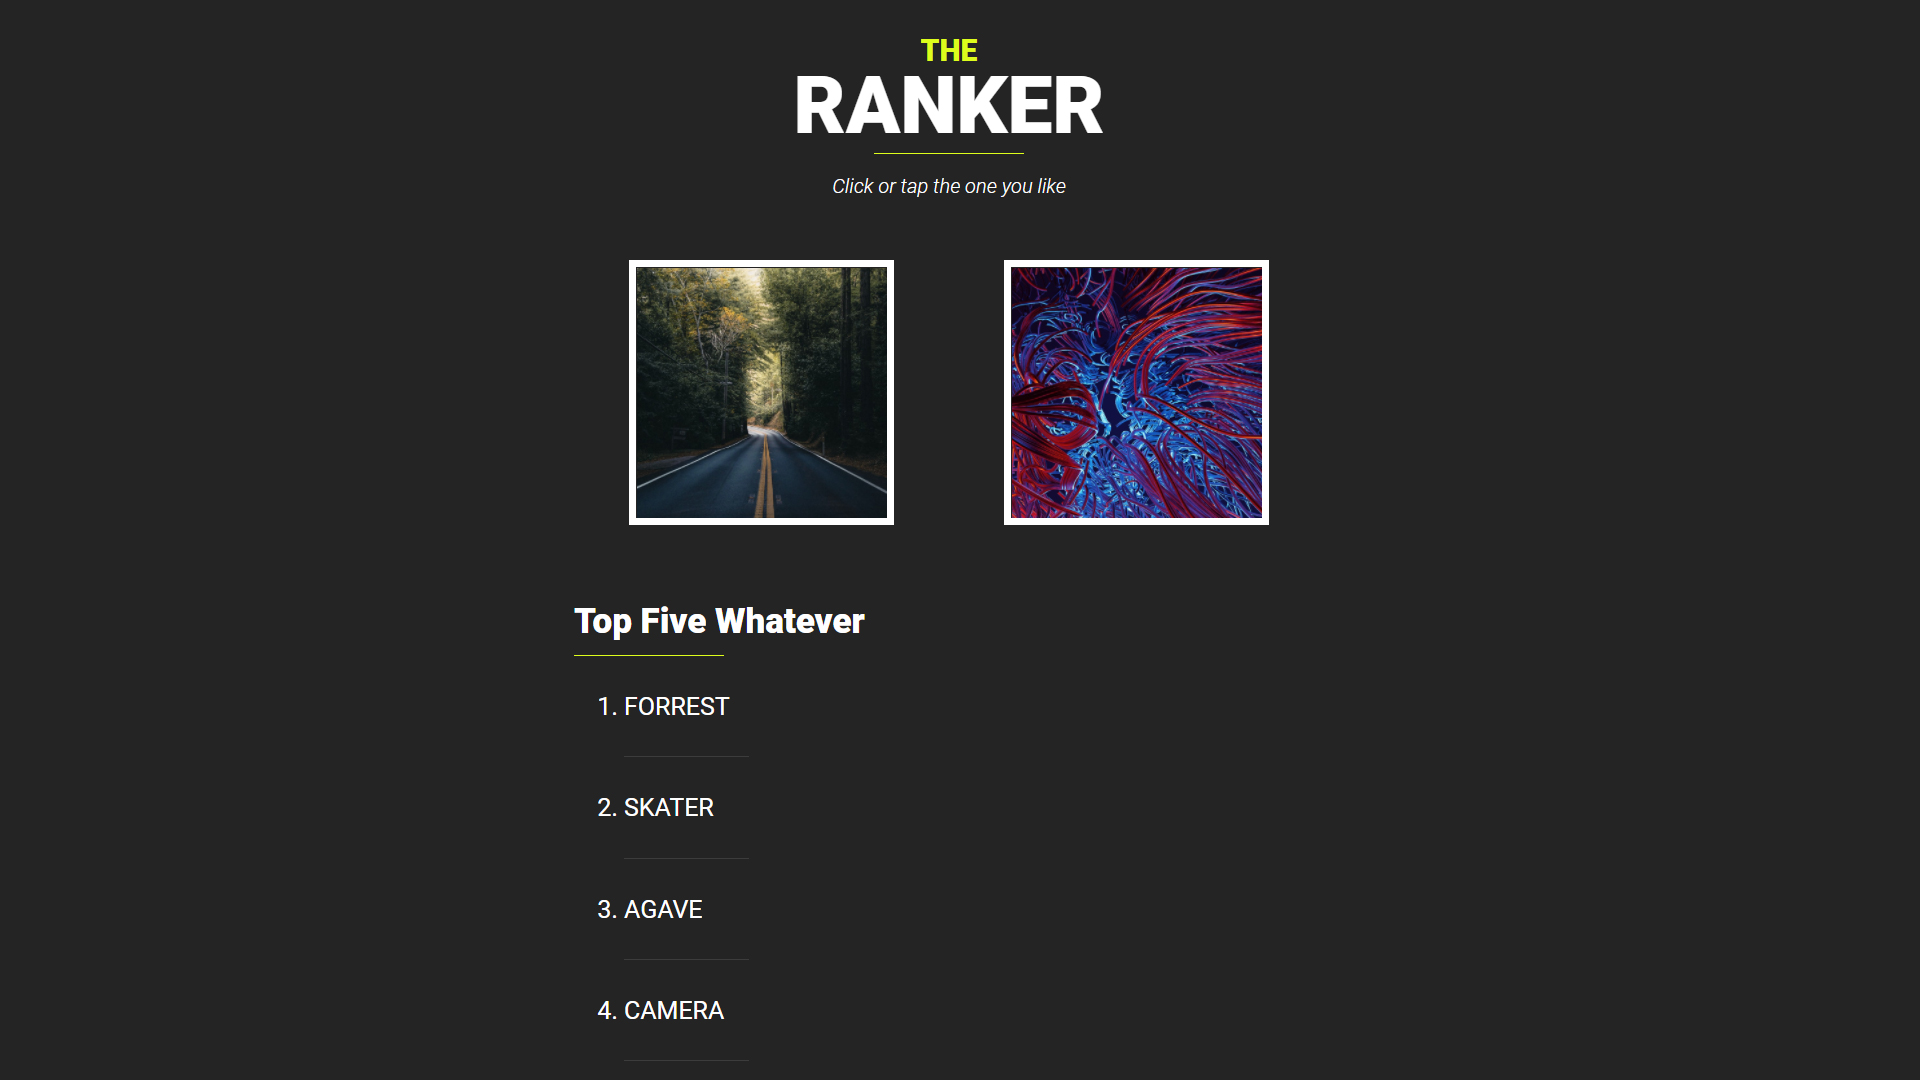 THE
RANKER
Click or tap the one you like
Top Five Whatever
1. FORREST
2. SKATER
3. AGAVE
4. CAMERA